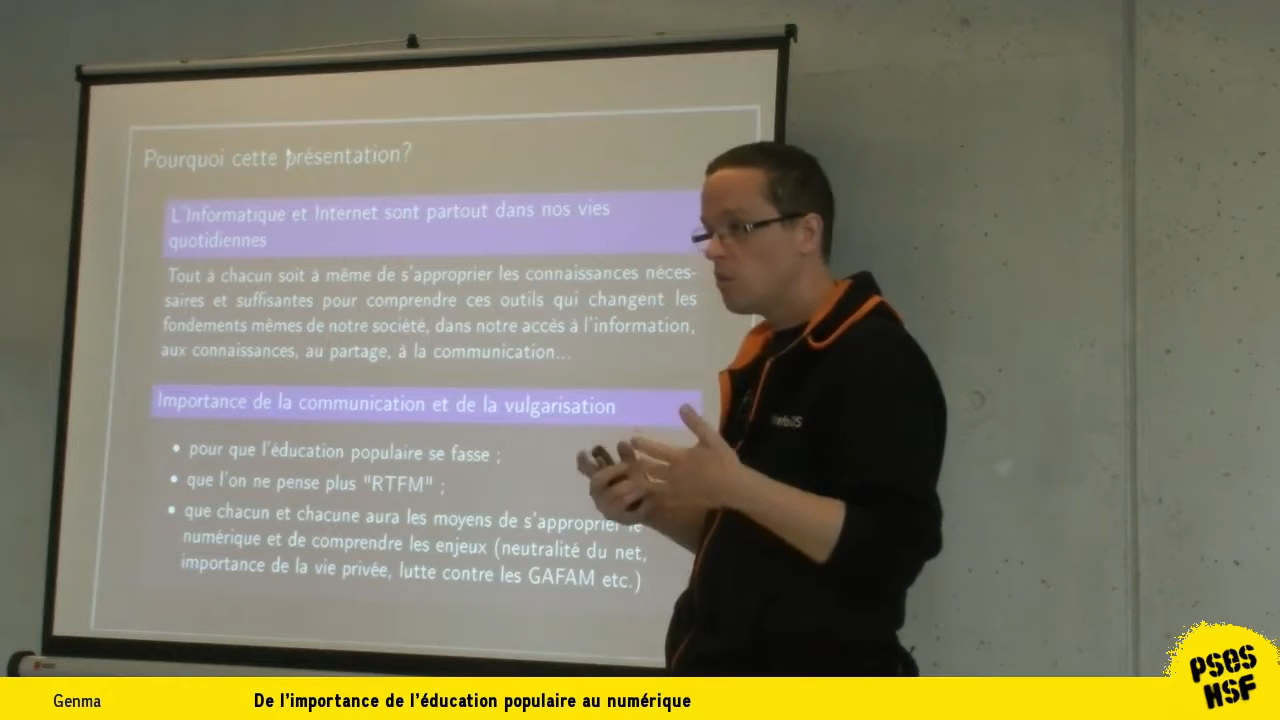 Pourquoi cette présentation?
L'Informatique et Internet sont partout dans nos vies
quotidiennes
Tout à chacun soit à même de s'approprier les connaissances néces-
saires et suffisantes pour comprendre ces outils qui changent les
fondements mêmes de notre société, dans notre accès à l'information,
aux connaissances, au partage, à la communication...
Importance de la communication et de la vulgarisation
• pour que l'éducation populaire se fasse ;
• que l'on ne pense plus "RTFM" ;
• que chacun et chacune aura les moyens de s'approprier le
numérique et de comprendre les enjeux (neutralité du net,
importance de la vie privée, lutte contre les GAFAM etc.)
PSES
HSF
Genma
De l'importance de l'éducation populaire au numérique